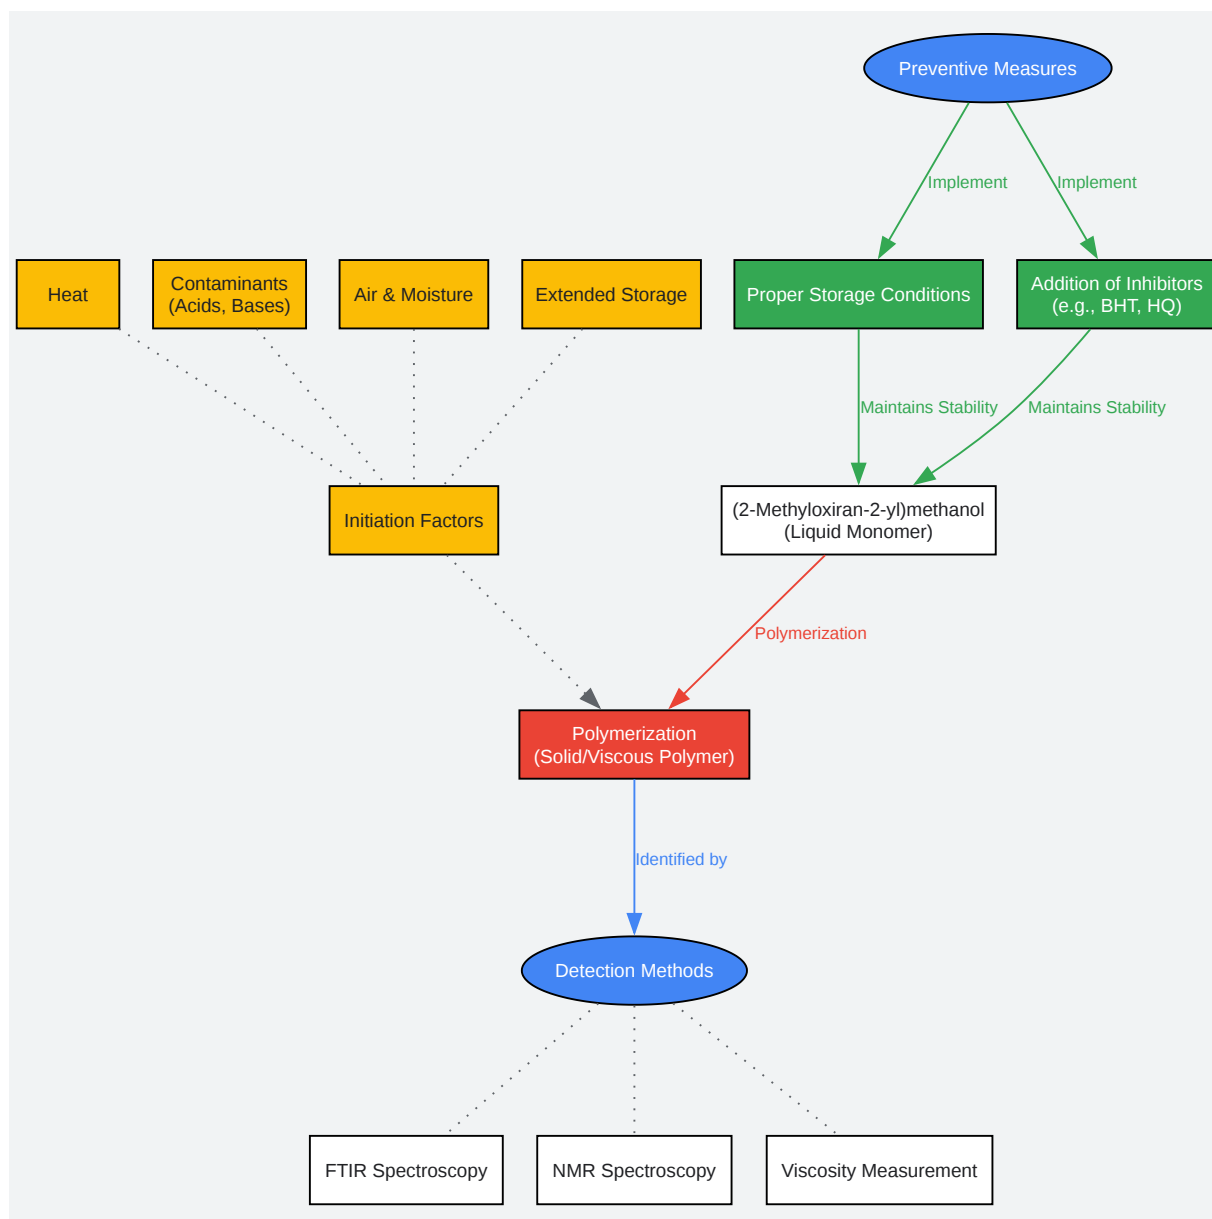 Preventive Measures
Implement
Implement
Heat
Contaminants
(Acids, Bases)
Air & Moisture
Extended Storage
Proper Storage Conditions
Addition of Inhibitors
(e.g., BHT, HQ)
Maintains Stability
Maintains Stability
Initiation Factors
(2-Methyloxiran-2-yl)methanol
(Liquid Monomer)
Polymerization
Polymerization
(Solid/Viscous Polymer)
Identified by
Detection Methods
FTIR Spectroscopy
NMR Spectroscopy
Viscosity Measurement